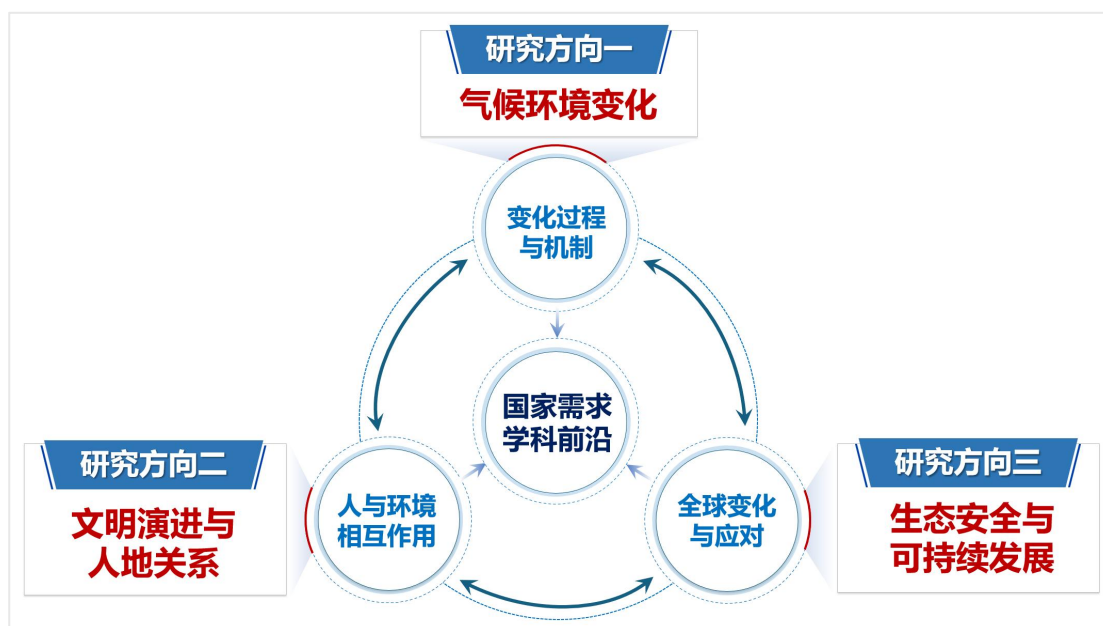 研究方向一
气候环境变化
变化过程
与机制
国家需求
学科前沿
研究方向二
文明演进与
人地关系
人与环境
相互作用
全球变化
与应对
研究方向三
生态安全与
可持续发展